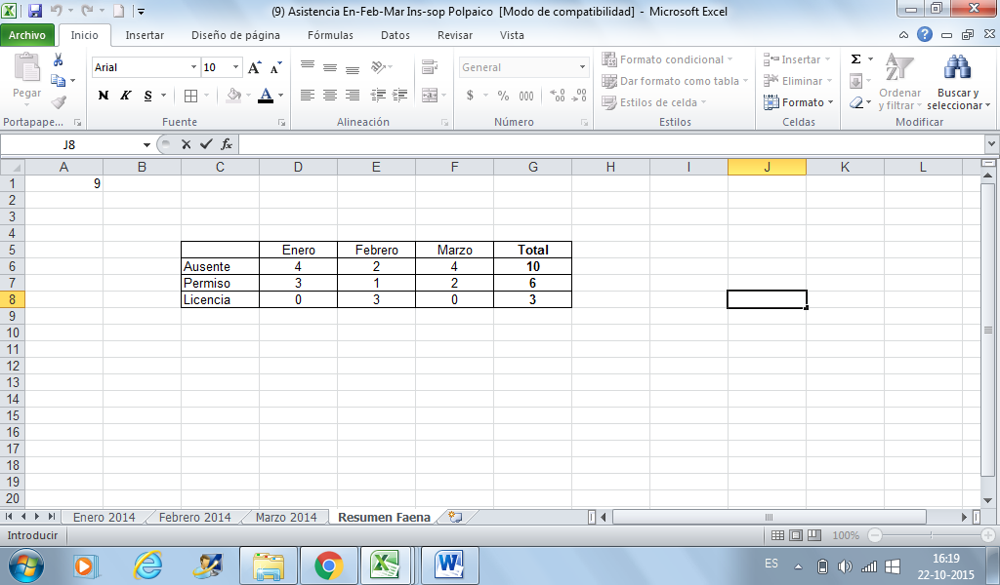 (9) Asistencia En-Feb-Mar Ins-sop Polpaico [Modo de compatibilidad] - Microsoft Excel
Archivo Inicio Insertar Diseño de página Fórmulas Datos Revisar Vista
Arial 10 General Formato condicional Insertar Σ
Pegar N K S A $ % 000 Dar formato como tabla Eliminar Ordenar y filtrar Buscar y seleccionar
Estilos de celda Formato
Portapape... Fuente Alineación Número Estilos Celdas Modificar
J8 fx
A B C D E F G H I J K L
1 9
2
3
4
5 Enero Febrero Marzo Total
6 Ausente 4 2 4 10
7 Permiso 3 1 2 6
8 Licencia 0 3 0 3
9
10
11
12
13
14
15
16
17
18
19
20
Enero 2014 Febrero 2014 Marzo 2014 Resumen Faena
Introducir 100%
ES 16:19
22-10-2015